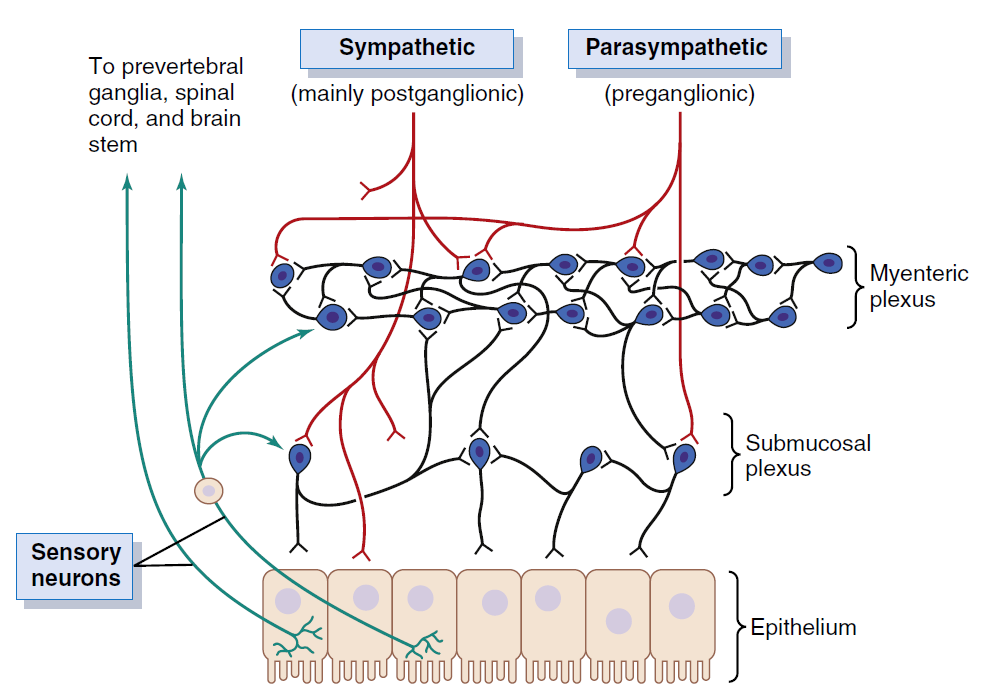 Sympathetic
(mainly postganglionic)
Parasympathetic
(preganglionic)
To prevertebral
ganglia, spinal
cord, and brain
stem
Myenteric
plexus
Submucosal
plexus
Sensory
neurons
Epithelium